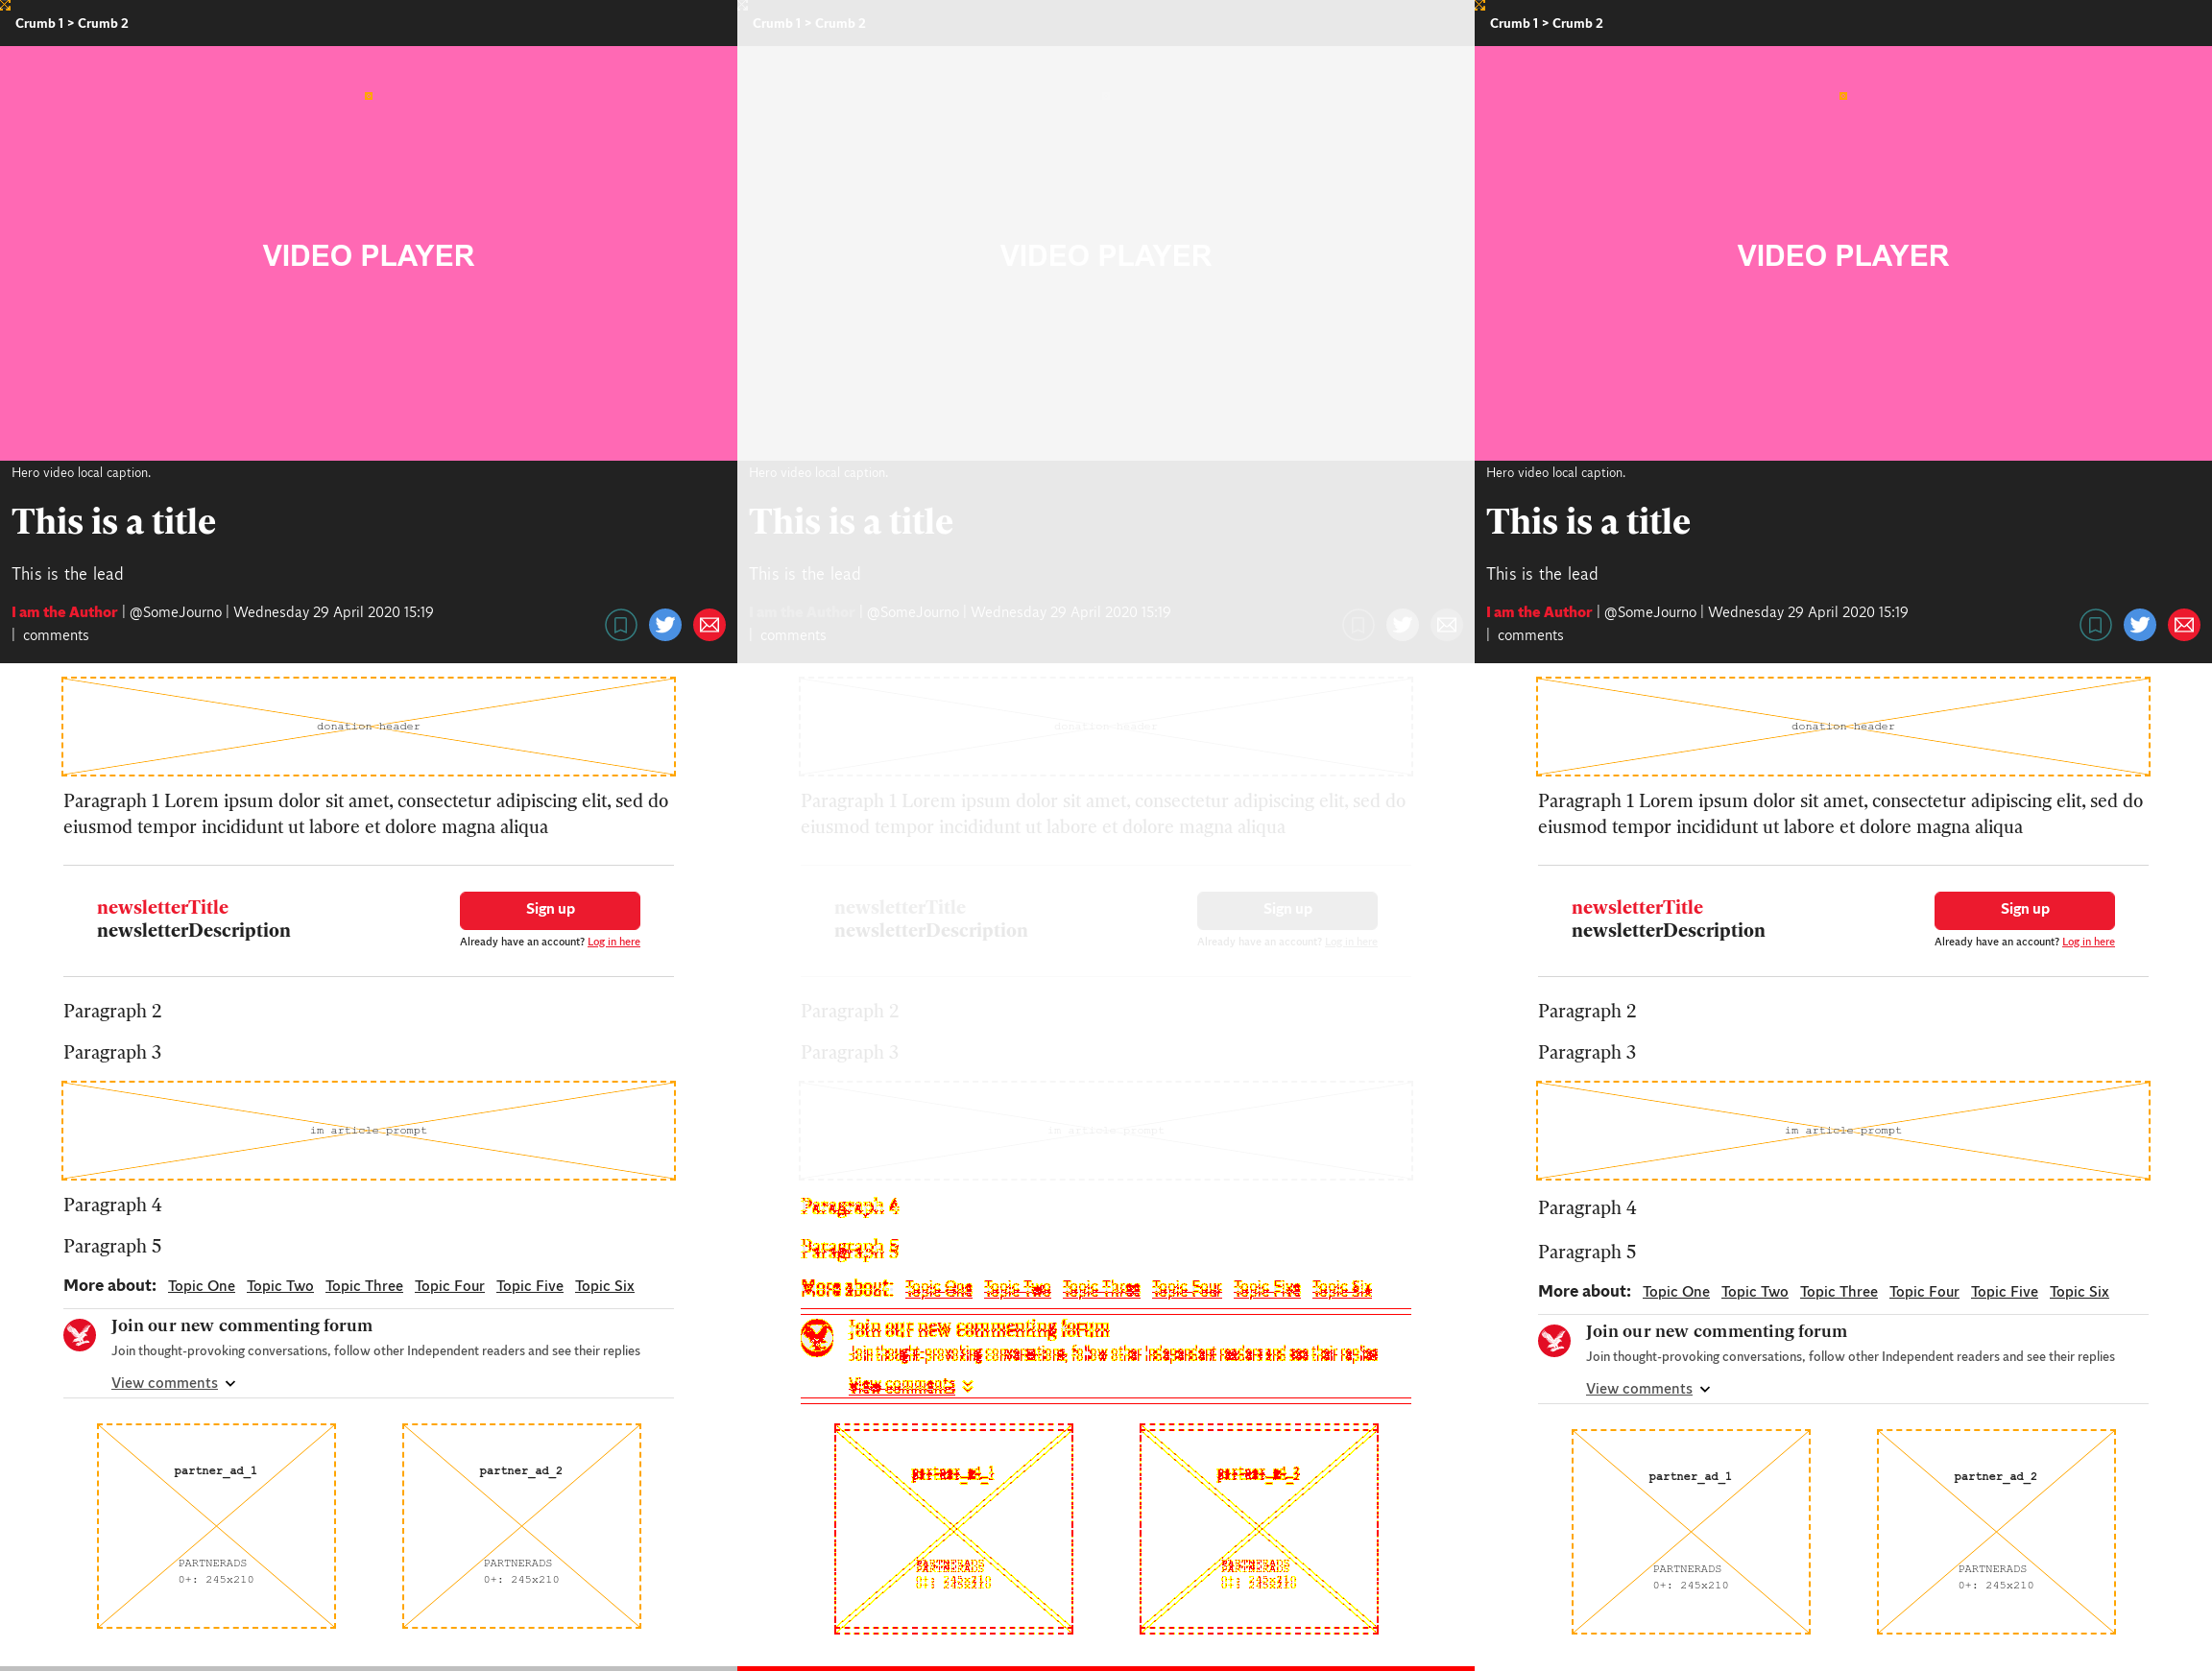 Crumb 1 > Crumb 2
VIDEO PLAYER
Hero video local caption.
This is a title
This is the lead
I am the Author | @SomeJourno | Wednesday 29 April 2020 15:19
| comments
donation-header
Paragraph 1 Lorem ipsum dolor sit amet, consectetur adipiscing elit, sed do
eiusmod tempor incididunt ut labore et dolore magna aliqua
newsletterTitle
newsletterDescription
Sign up
Already have an account? Log in here
Paragraph 2
Paragraph 3
im article prompt
Paragraph 4
Paragraph 5
More about: Topic One Topic Two Topic Three Topic Four Topic Five Topic Six
Join our new commenting forum
Join thought-provoking conversations, follow other Independent readers and see their replies
View comments
partner_ad_1
PARTNERADS
0+: 245x210
partner_ad_2
PARTNERADS
0+: 245x210
Crumb 1 > Crumb 2
VIDEO PLAYER
Hero video local caption.
This is a title
This is the lead
I am the Author | @SomeJourno | Wednesday 29 April 2020 15:19
| comments
donation-header
Paragraph 1 Lorem ipsum dolor sit amet, consectetur adipiscing elit, sed do
eiusmod tempor incididunt ut labore et dolore magna aliqua
newsletterTitle
newsletterDescription
Sign up
Already have an account? Log in here
Paragraph 2
Paragraph 3
im article prompt
Paragraph 4
Paragraph 5
More about: Topic One Topic Two Topic Three Topic Four Topic Five Topic Six
Join our new commenting forum
Join thought-provoking conversations, follow other Independent readers and see their replies
View comments
partner_ad_1
PARTNERADS
0+: 245x210
partner_ad_2
PARTNERADS
0+: 245x210
Crumb 1 > Crumb 2
VIDEO PLAYER
Hero video local caption.
This is a title
This is the lead
I am the Author | @SomeJourno | Wednesday 29 April 2020 15:19
| comments
donation-header
Paragraph 1 Lorem ipsum dolor sit amet, consectetur adipiscing elit, sed do
eiusmod tempor incididunt ut labore et dolore magna aliqua
newsletterTitle
newsletterDescription
Sign up
Already have an account? Log in here
Paragraph 2
Paragraph 3
im article prompt
Paragraph 4
Paragraph 5
More about: Topic One Topic Two Topic Three Topic Four Topic Five Topic Six
Join our new commenting forum
Join thought-provoking conversations, follow other Independent readers and see their replies
View comments
partner_ad_1
PARTNERADS
0+: 245x210
partner_ad_2
PARTNERADS
0+: 245x210